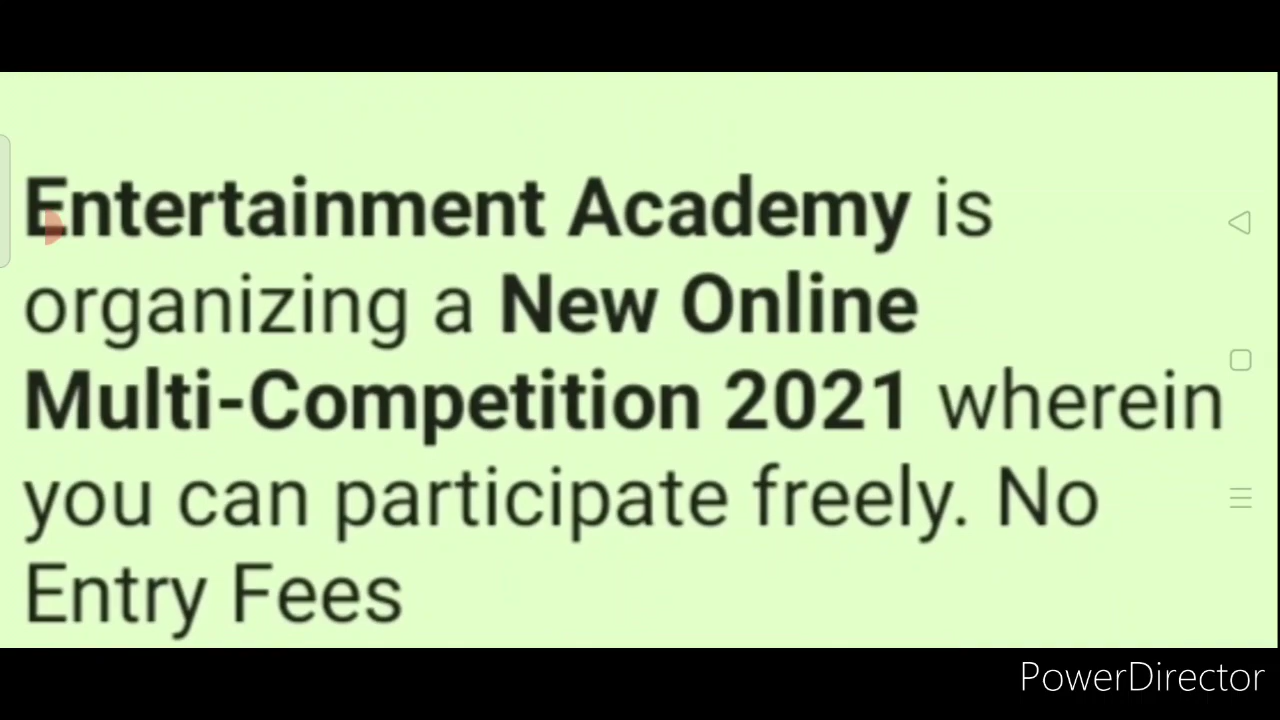 Entertainment Academy is
organizing a New Online
Multi-Competition 2021 wherein
you can participate freely. No
Entry Fees
PowerDirector